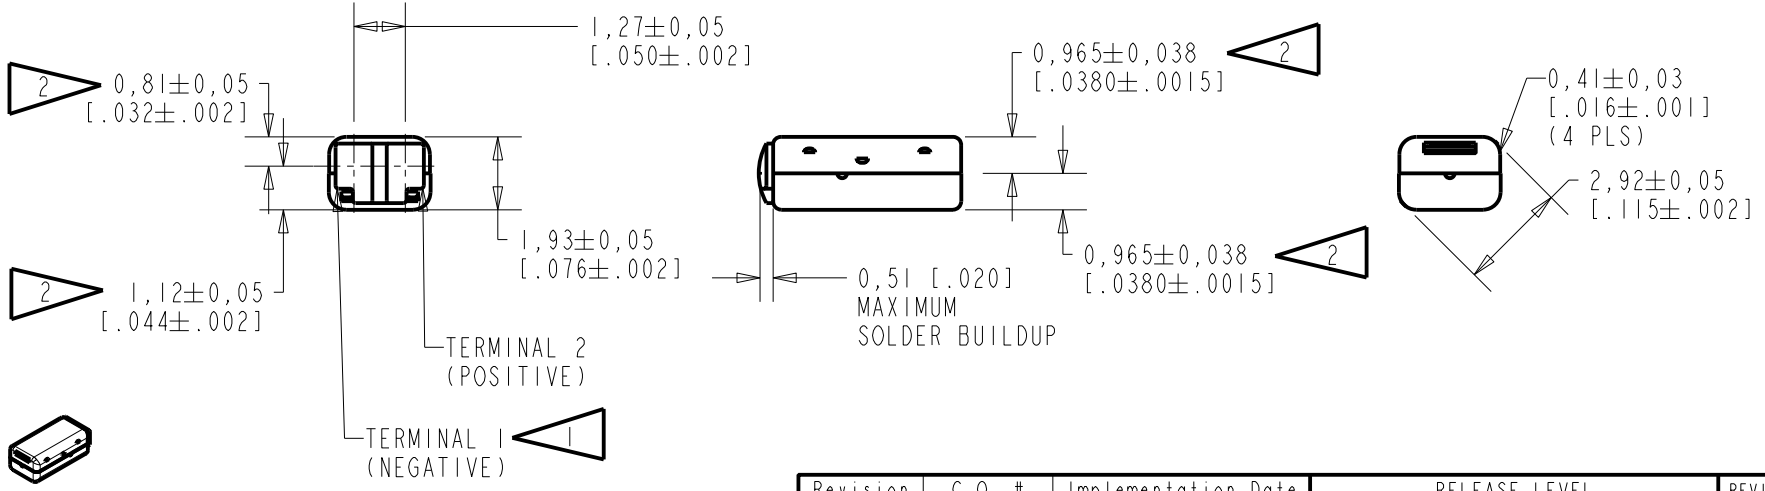 1,27±0,05
[.050±.002]
2
0,81±0,05
[.032±.002]
0,965±0,038
[.0380±.0015]
2
0,41±0,03
[.016±.001]
(4 PLS)
2,92±0,05
[.115±.002]
1,93±0,05
[.076±.002]
0,965±0,038
[.0380±.0015]
2
0,51 [.020]
MAXIMUM
SOLDER BUILDUP
2
1,12±0,05
[.044±.002]
TERMINAL 2
(POSITIVE)
TERMINAL 1
(NEGATIVE)
1
Revision C.O. # Implementation Date RELEASE LEVEL